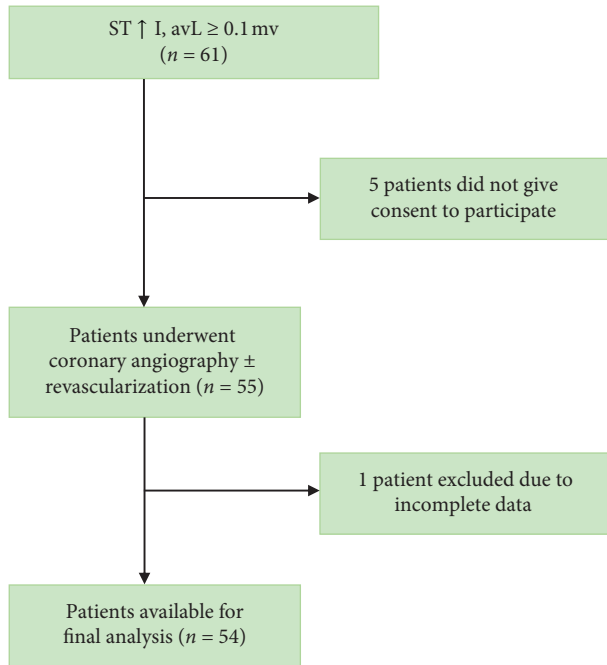 ST ↑ I, avL ≥ 0.1 mv
(n = 61)
5 patients did not give
consent to participate
Patients underwent
coronary angiography ±
revascularization (n = 55)
1 patient excluded due to
incomplete data
Patients available for
final analysis (n = 54)